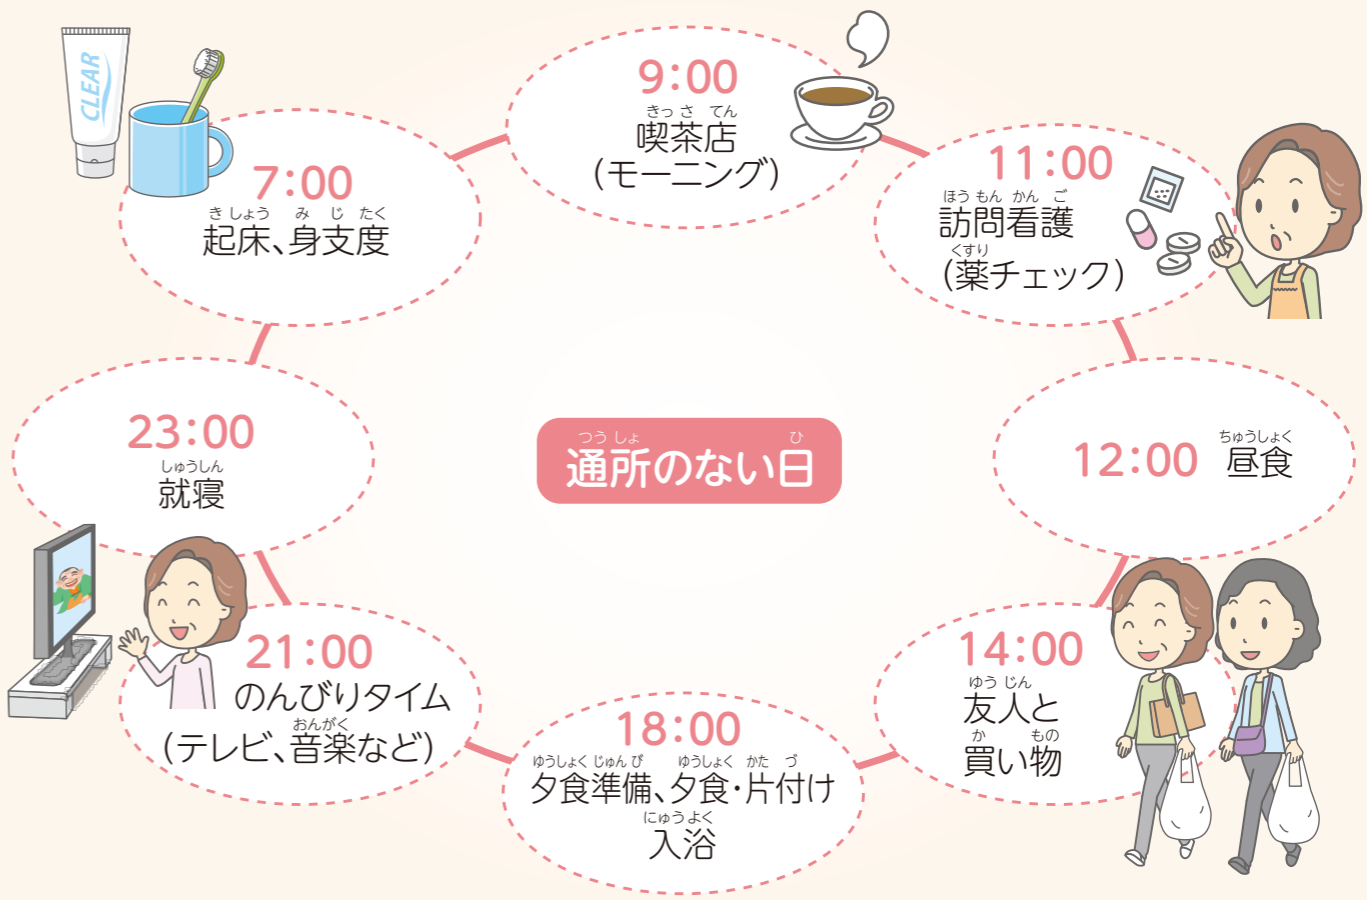 通所のない日
つうしょ ひ
CLEAR
7:00
きしょう みじたく
起床、身支度
9:00
きっさてん
喫茶店
(モーニング)
11:00
ほうもんかんご
訪問看護
くすり
(薬チェック)
12:00 昼食
ちゅうしょく
14:00
ゆうじん
友人と
か もの
買い物
18:00
ゆうしょくじゅんび ゆうしょく かたづ
夕食準備、夕食・片付け
にゅうよく
入浴
21:00
のんびりタイム
おんがく
(テレビ、音楽など)
23:00
しゅうしん
就寝